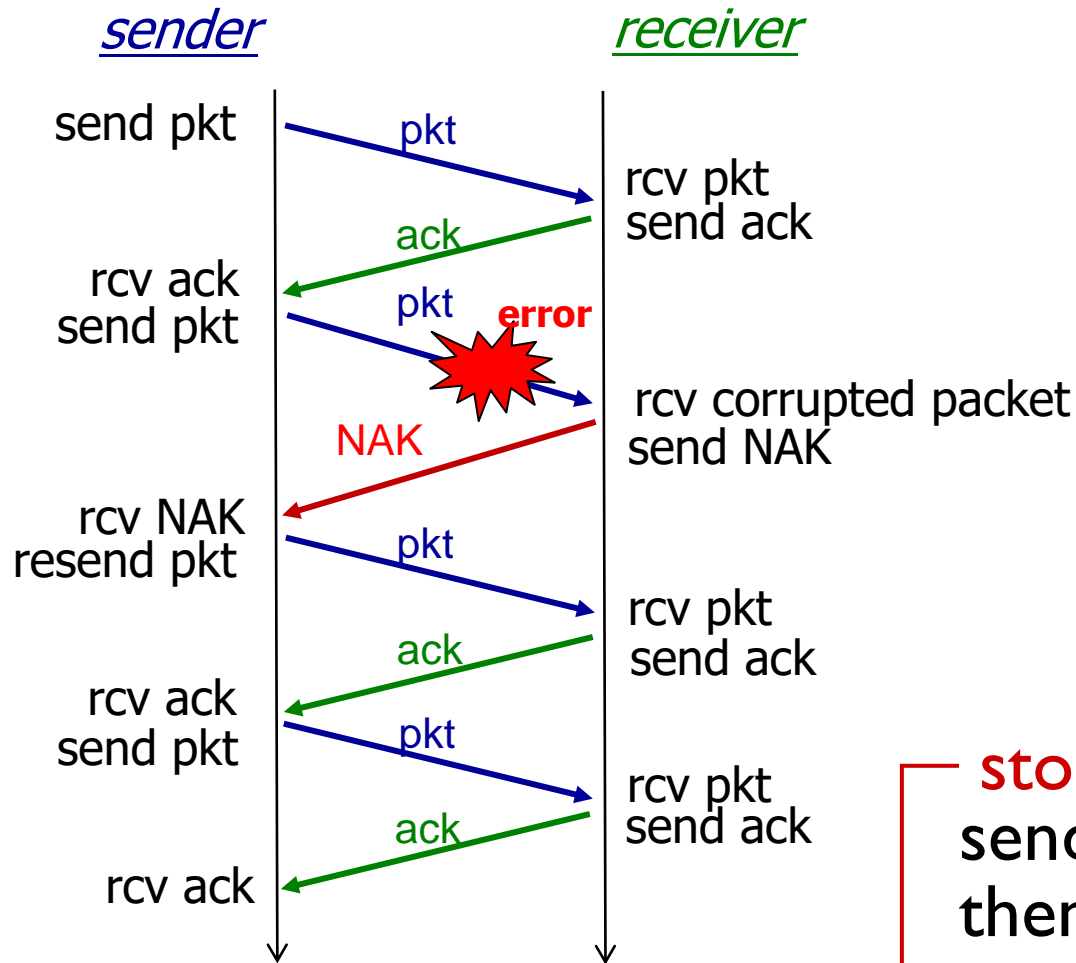 sender
receiver
send pkt
pkt
rcv pkt
send ack
ack
rcv ack
send pkt
pkt
error
rcv corrupted packet
send NAK
NAK
rcv NAK
resend pkt
pkt
rcv pkt
send ack
ack
rcv ack
send pkt
pkt
rcv pkt
send ack
ack
rcv ack